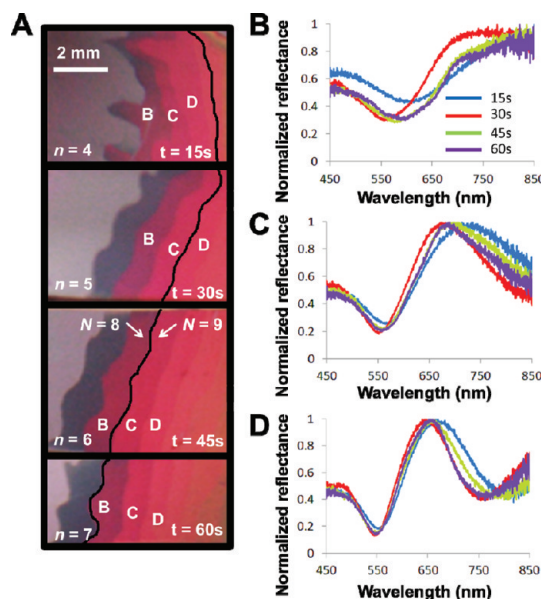 A
2 mm
B C D
n = 4
t = 15s
B C D
n = 5
t = 30s
N = 8
N = 9
B C D
n = 6
t = 45s
B C D
n = 7
t = 60s
B
Normalized reflectance
1
0.8
0.6
0.4
0.2
0
15s
30s
45s
60s
450 550 650 750 850
Wavelength (nm)
C
Normalized reflectance
1
0.8
0.6
0.4
0.2
0
450 550 650 750 850
Wavelength (nm)
D
Normalized reflectance
1
0.8
0.6
0.4
0.2
0
450 550 650 750 850
Wavelength (nm)